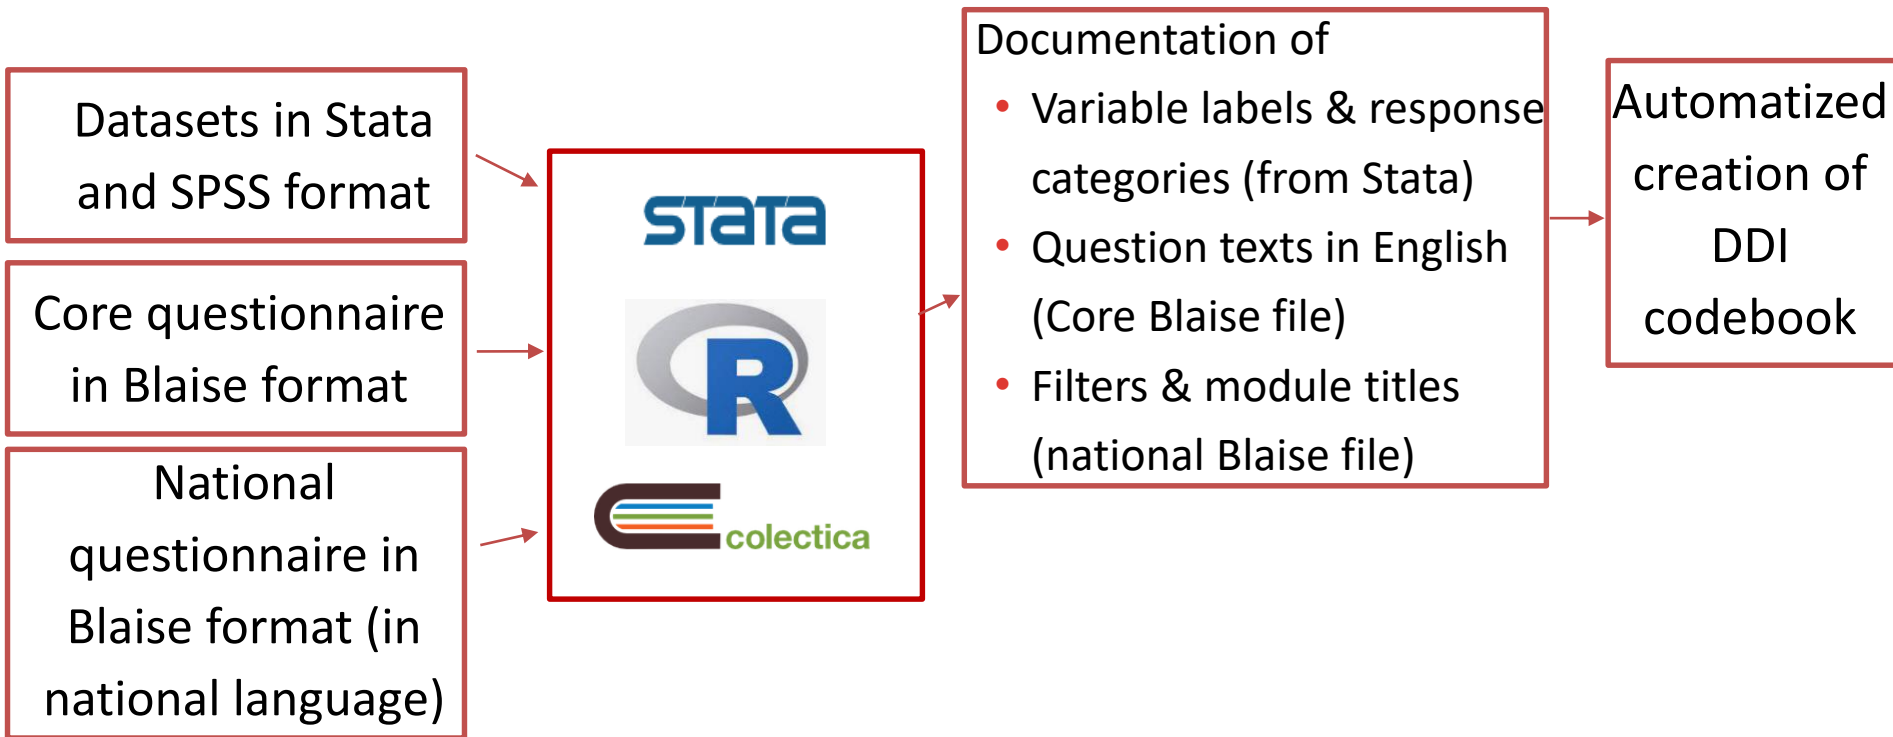 Datasets in Stata
and SPSS format
Core questionnaire
in Blaise format
National
questionnaire in
Blaise format (in
national language)
STaTa
R
colectica
Documentation of
• Variable labels & response
categories (from Stata)
• Question texts in English
(Core Blaise file)
• Filters & module titles
(national Blaise file)
Automatized
creation of
DDI
codebook